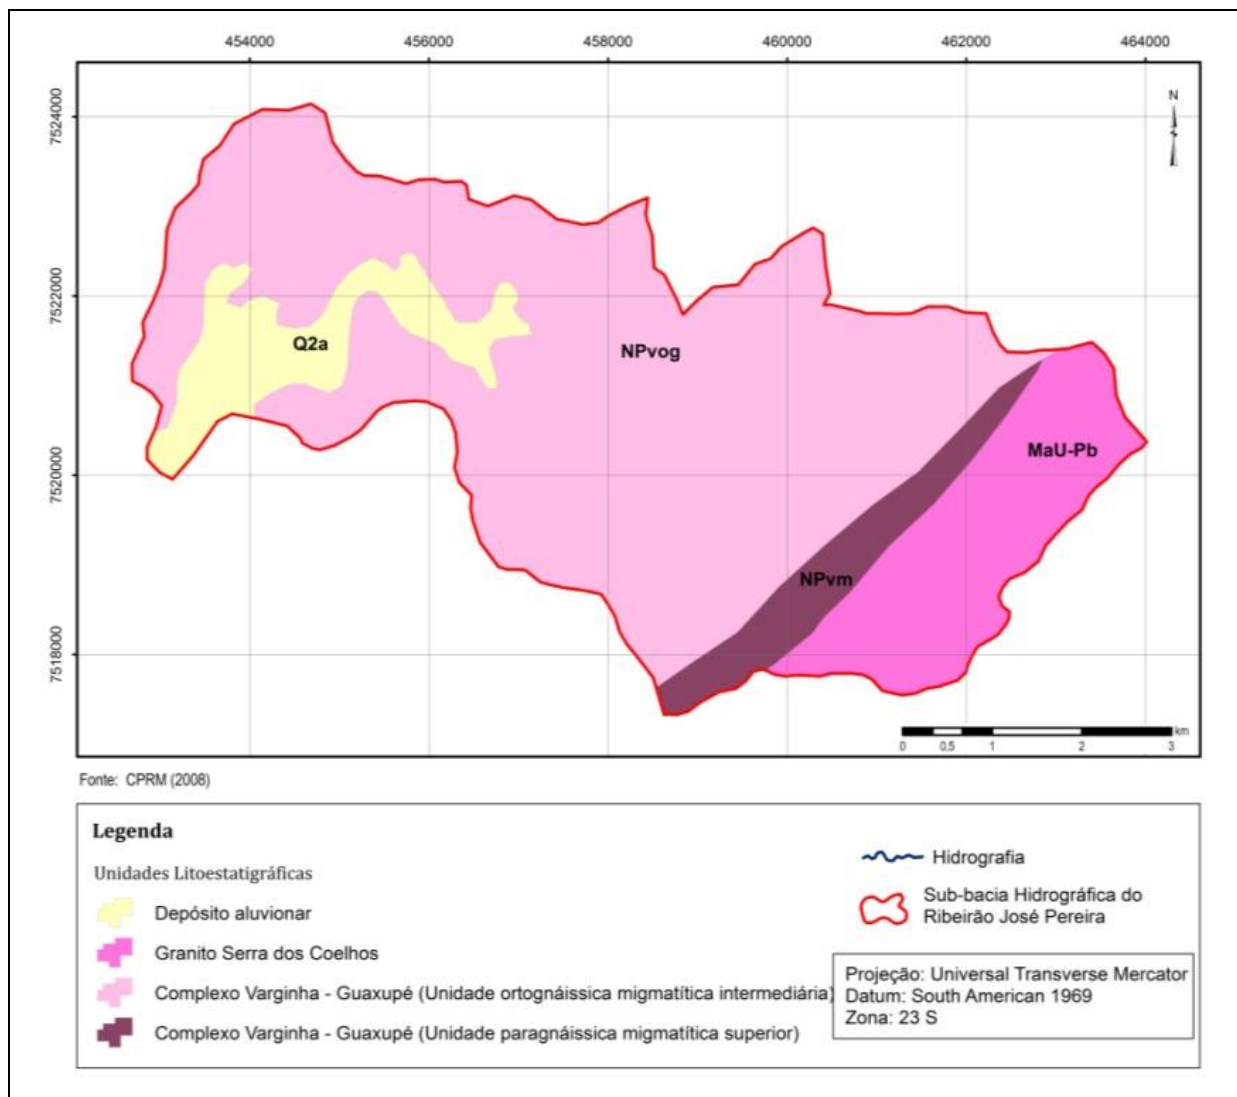 454000 456000 458000 460000 462000 464000
7524000
7522000
7520000
7518000
N
Q2a
NPvog
MaU-Pb
NPvm
km
0 0,5 1 2 3
Fonte: CPRM (2008)
Legenda
Unidades Litoestatigráficas
Depósito aluvionar
Granito Serra dos Coelhos
Complexo Varginha - Guaxupé (Unidade ortognáissica migmatítica intermediária)
Complexo Varginha - Guaxupé (Unidade paragnáissica migmatítica superior)
Hidrografia
Sub-bacia Hidrográfica do
Ribeirão José Pereira
Projeção: Universal Transverse Mercator
Datum: South American 1969
Zona: 23 S